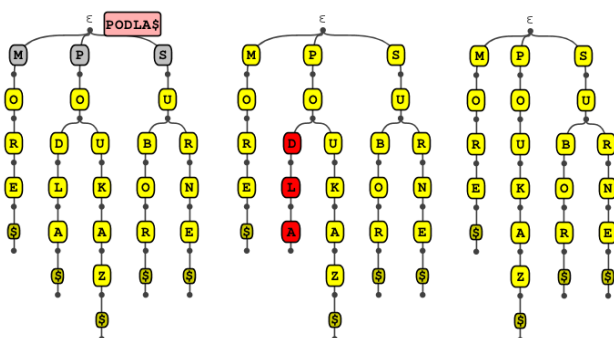 ε PODLA$ ε ε
M P S M P S M P S
O O U O O U O O U
R D U B R R D U B R R U B R
E L K O N E L K O N E K O N
$ A A R E $ A A R E $ A R E
$ Z $ $ Z $ $ Z $ $
$ $ $